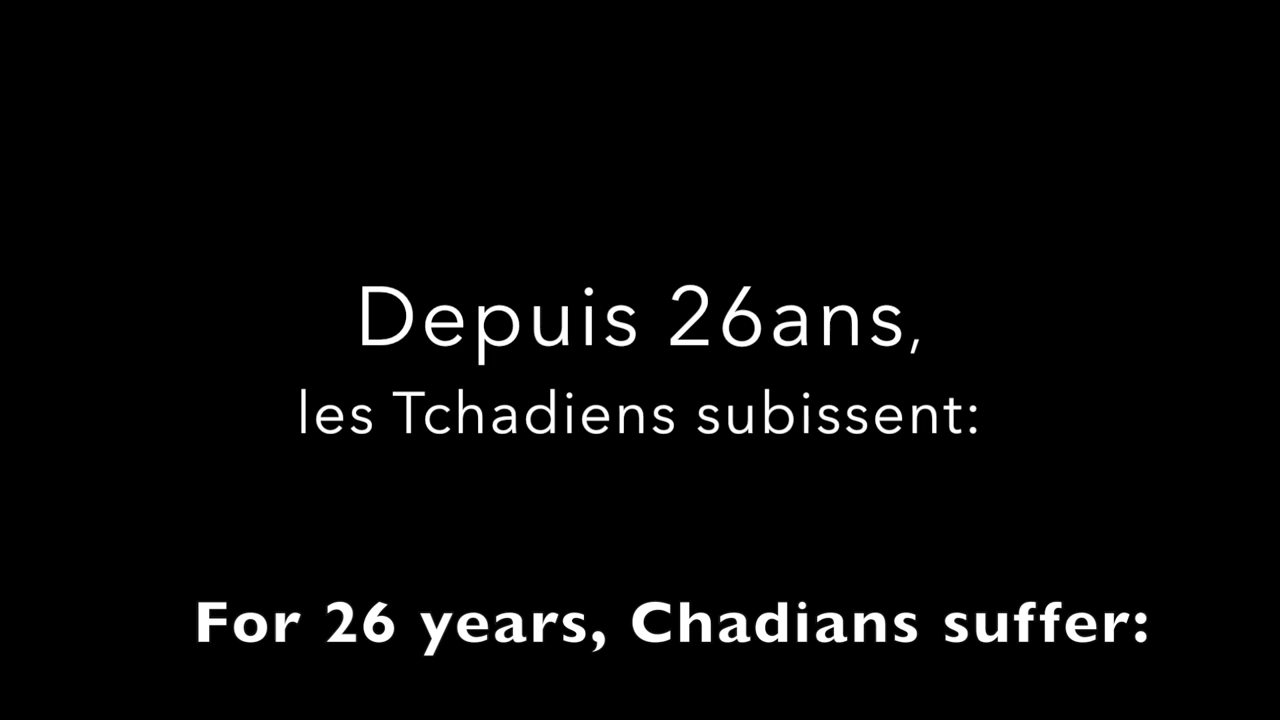 Depuis 26ans,
les Tchadiens subissent:
For 26 years, Chadians suffer: